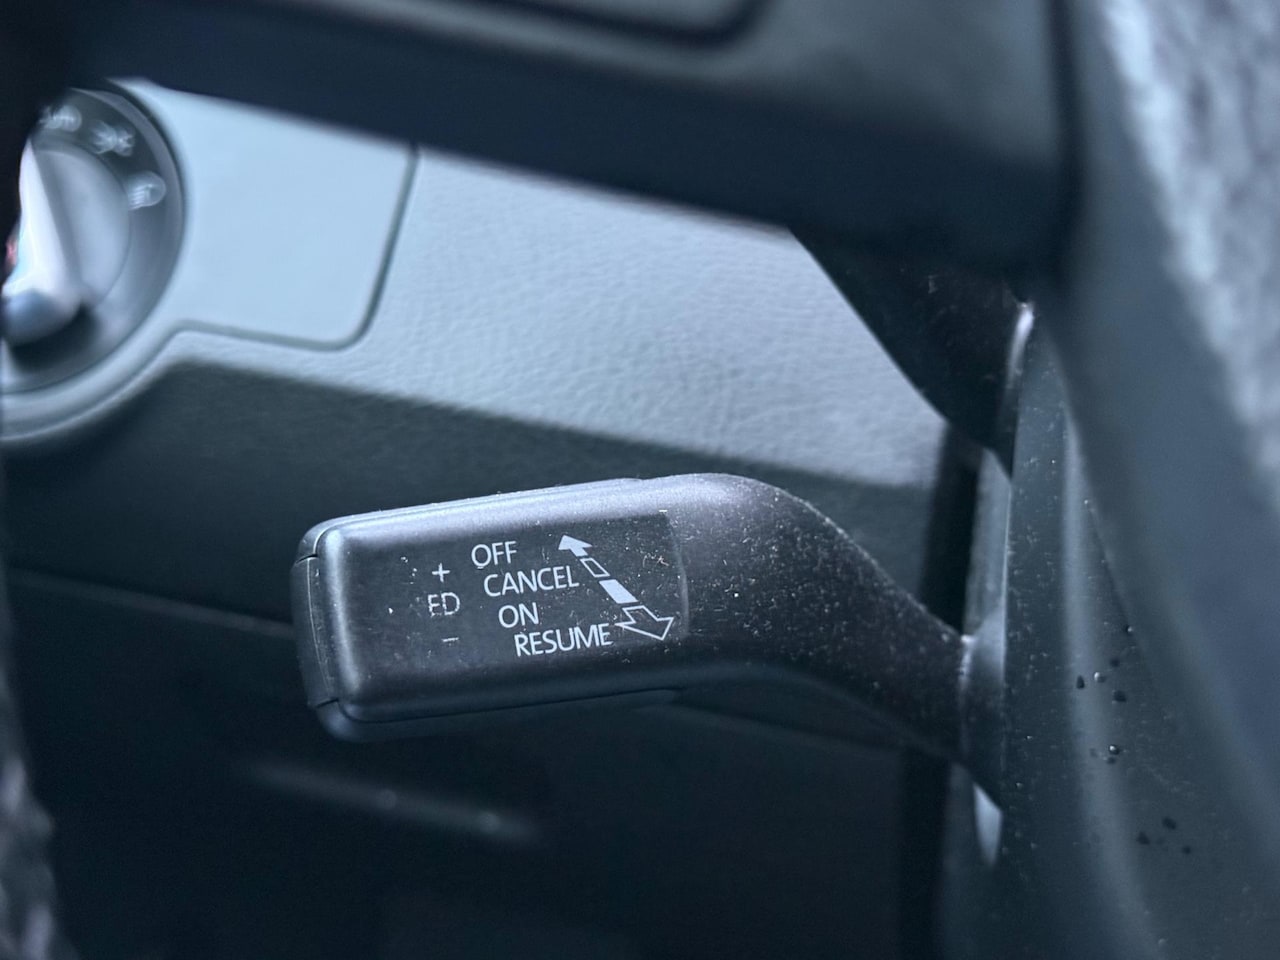 OFF
+ CANCEL
ED ON
– RESUME